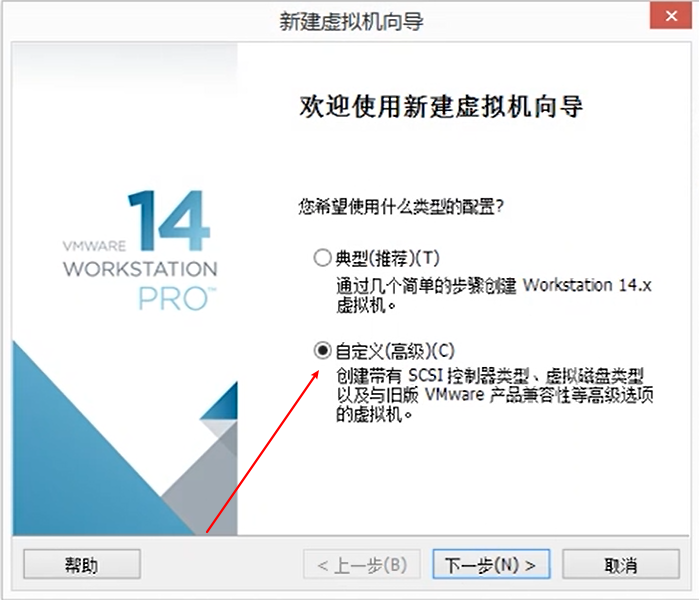 新建虚拟机向导
欢迎使用新建虚拟机向导
14
VMWARE
WORKSTATION
PRO™
您希望使用什么类型的配置?
典型(推荐)(T)
通过几个简单的步骤创建 Workstation 14.x
虚拟机。
自定义(高级)(C)
创建带有 SCSI 控制器类型、虚拟磁盘类型
以及与旧版 VMware 产品兼容性等高级选项
的虚拟机。
帮助
< 上一步(B)
下一步(N) >
取消